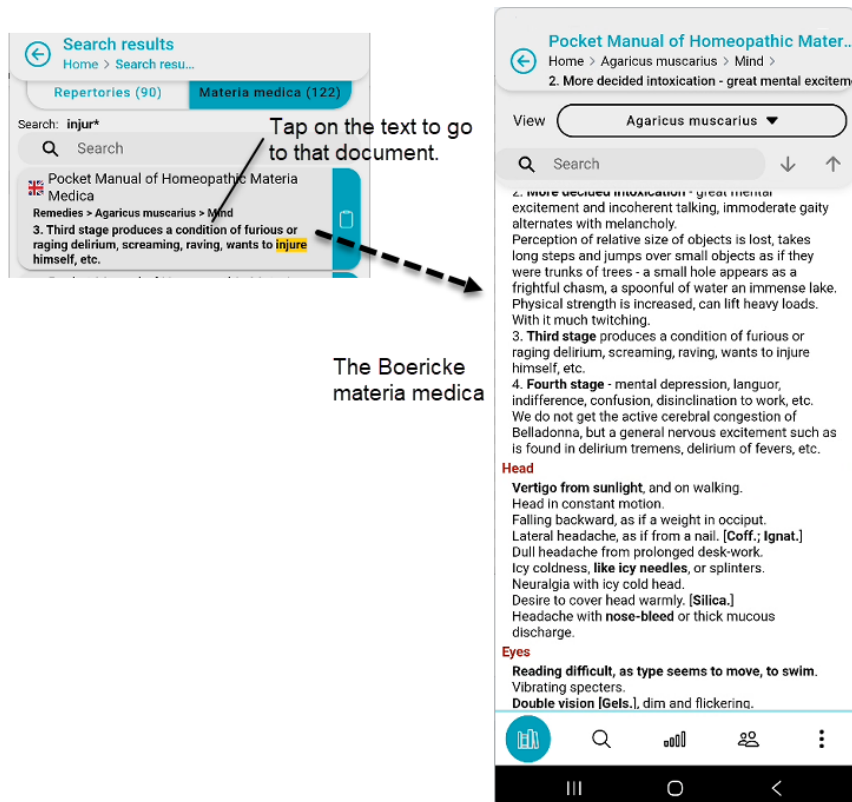 Search results
Home > Search resu...
Repertories (90)
Materia medica (122)
Search: injur*
Search
Pocket Manual of Homeopathic Materia
Medica
Remedies > Agaricus muscarius > Mind
3. Third stage produces a condition of furious or
raging delirium, screaming, raving, wants to injure
himself, etc.
Tap on the text to go
to that document.
The Boericke
materia medica
Pocket Manual of Homeopathic Mater...
Home > Agaricus muscarius > Mind >
2. More decided intoxication - great mental excitem
View
Agaricus muscarius ▼
Search
2. More decided intoxication - great mental
excitement and incoherent talking, immoderate gaity
alternates with melancholy.
Perception of relative size of objects is lost, takes
long steps and jumps over small objects as if they
were trunks of trees - a small hole appears as a
frightful chasm, a spoonful of water an immense lake.
Physical strength is increased, can lift heavy loads.
With it much twitching.
3. Third stage produces a condition of furious or
raging delirium, screaming, raving, wants to injure
himself, etc.
4. Fourth stage - mental depression, languor,
indifference, confusion, disinclination to work, etc.
We do not get the active cerebral congestion of
Belladonna, but a general nervous excitement such as
is found in delirium tremens, delirium of fevers, etc.
Head
Vertigo from sunlight, and on walking.
Head in constant motion.
Falling backward, as if a weight in occiput.
Lateral headache, as if from a nail. [Coff.; Ignat.]
Dull headache from prolonged desk-work.
Icy coldness, like icy needles, or splinters.
Neuralgia with icy cold head.
Desire to cover head warmly. [Silica.]
Headache with nose-bleed or thick mucous
discharge.
Eyes
Reading difficult, as type seems to move, to swim.
Vibrating specters.
Double vision [Gels.], dim and flickering.